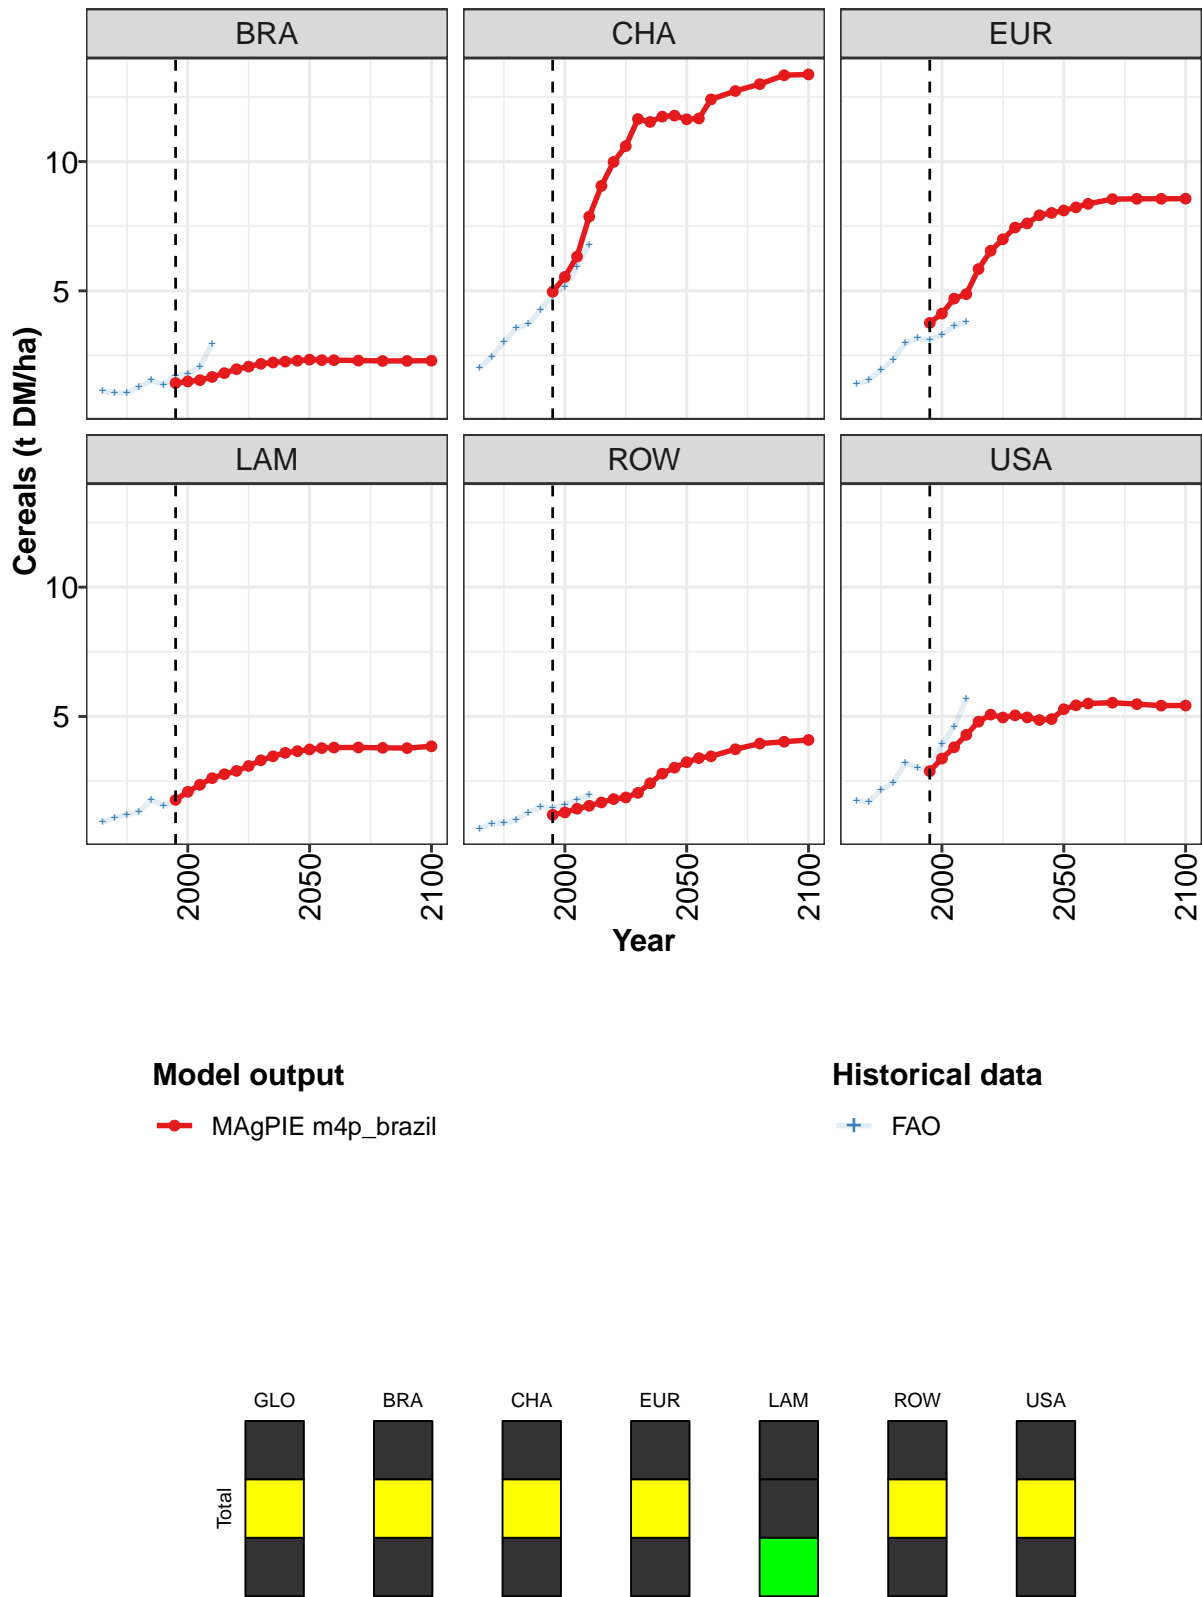 BRA
CHA
EUR
10
5
LAM
ROW
USA
10
5
Cereals (t DM/ha)
2000
2050
2100
2000
2050
2100
2000
2050
2100
Year
Model output
Historical data
MAgPIE m4p_brazil
FAO
GLO
BRA
CHA
EUR
LAM
ROW
USA
Total